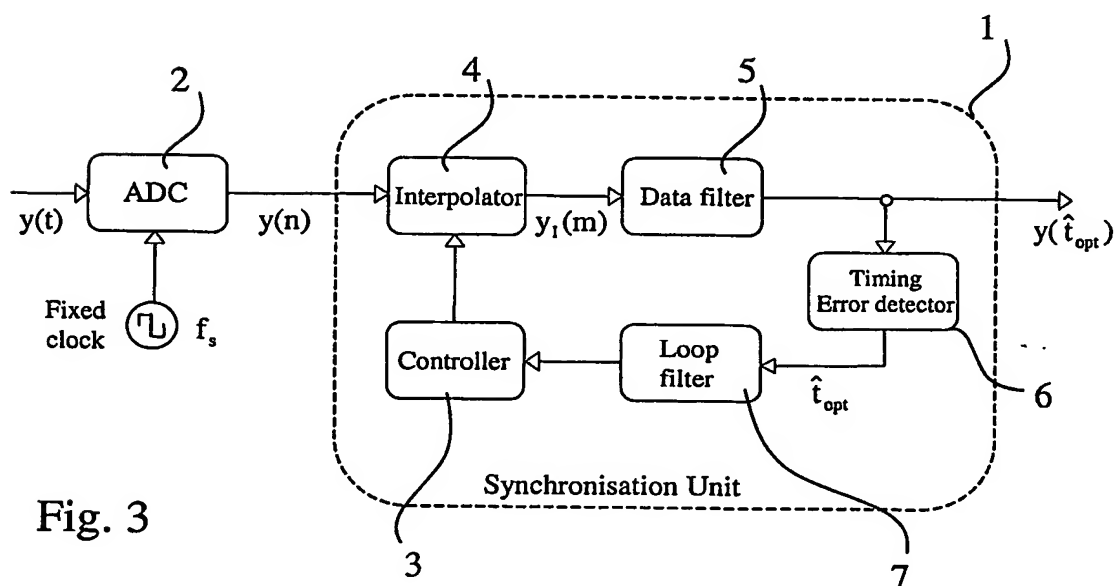 1
2
4
5
ADC
Interpolator
Data filter
y(t)
y(n)
y_I(m)
y(t̂_opt)
Timing
Error detector
Fixed
clock
f_s
Controller
Loop
filter
t̂_opt
6
Synchronisation Unit
Fig. 3
3
7